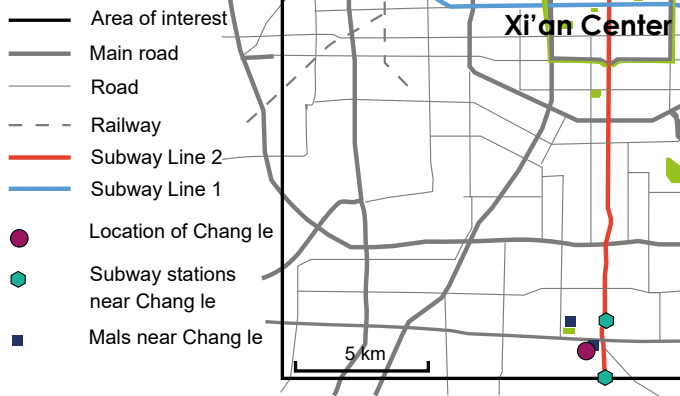 Area of interest
Main road
Road
Railway
Subway Line 2
Subway Line 1
Location of Chang le
Subway stations
near Chang le
Mals near Chang le
Xi'an Center
5 km